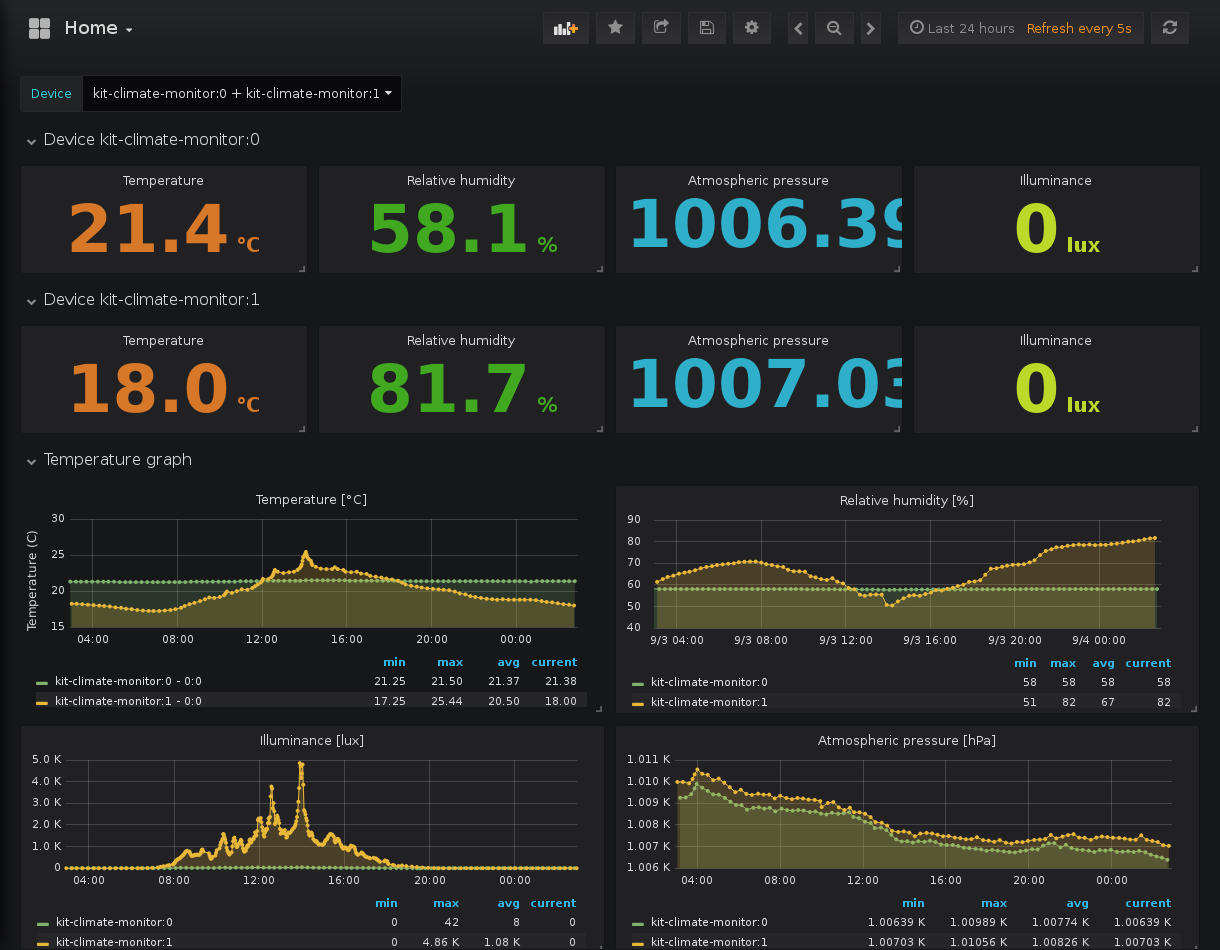 Home
Last 24 hours Refresh every 5s
Device kit-climate-monitor:0 + kit-climate-monitor:1
Device kit-climate-monitor:0
Temperature Relative humidity Atmospheric pressure Illuminance
21.4 °C 58.1 % 1006.39 0 lux
Device kit-climate-monitor:1
Temperature Relative humidity Atmospheric pressure Illuminance
18.0 °C 81.7 % 1007.03 0 lux
Temperature graph
Temperature [°C]
Temperature (C)
30
25
20
15
04:00 08:00 12:00 16:00 20:00 00:00
min max avg current
kit-climate-monitor:0 - 0:0 21.25 21.50 21.37 21.38
kit-climate-monitor:1 - 0:0 17.25 25.44 20.50 18.00
Relative humidity [%]
90
80
70
60
50
40
9/3 04:00 9/3 08:00 9/3 12:00 9/3 16:00 9/3 20:00 9/4 00:00
min max avg current
kit-climate-monitor:0 58 58 58 58
kit-climate-monitor:1 51 82 67 82
Illuminance [lux]
5.0 K
4.0 K
3.0 K
2.0 K
1.0 K
0
04:00 08:00 12:00 16:00 20:00 00:00
min max avg current
kit-climate-monitor:0 0 42 8 0
kit-climate-monitor:1 0 4.86 K 1.08 K 0
Atmospheric pressure [hPa]
1.011 K
1.010 K
1.009 K
1.008 K
1.007 K
1.006 K
04:00 08:00 12:00 16:00 20:00 00:00
min max avg current
kit-climate-monitor:0 1.00639 K 1.00989 K 1.00774 K 1.00639 K
kit-climate-monitor:1 1.00703 K 1.01056 K 1.00826 K 1.00703 K